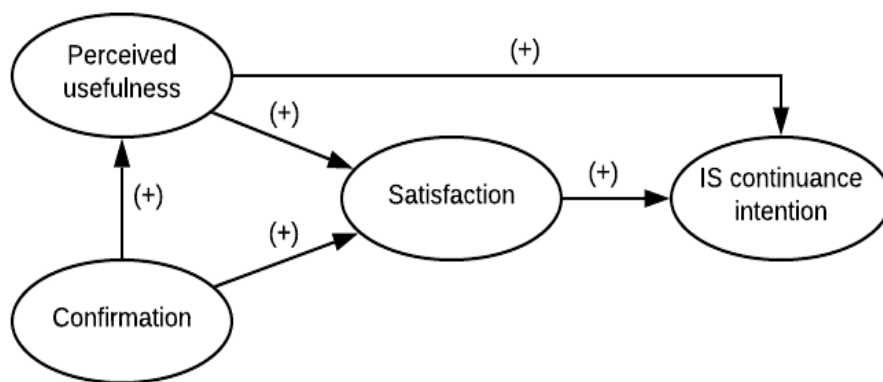 Perceived
usefulness
(+)
(+)
(+)
Satisfaction
(+)
IS continuance
intention
(+)
Confirmation